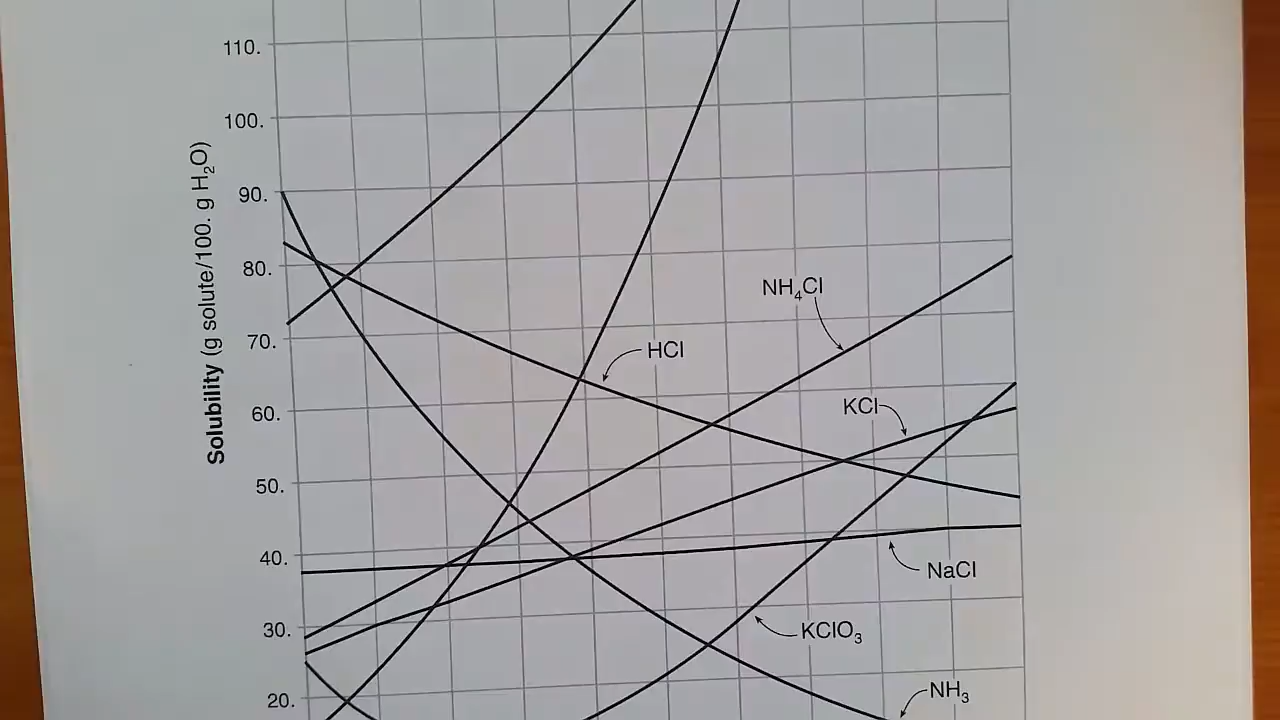 110.
100.
90.
80.
70.
60.
50.
40.
30.
20.
Solubility (g solute/100. g H₂O)
NH₄Cl
HCl
KCl
NaCl
KClO₃
NH₃